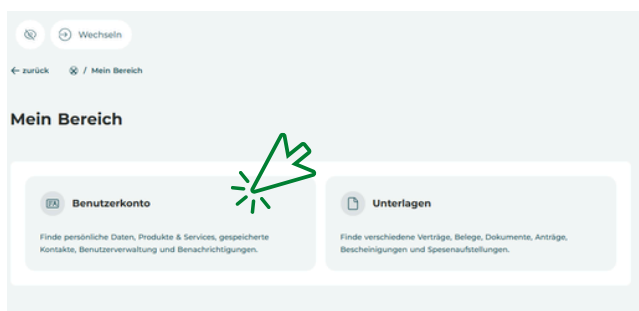 Wechseln
← zurück / Mein Bereich
Mein Bereich
Benutzerkonto
Finde persönliche Daten, Produkte & Services, gespeicherte
Kontakte, Benutzerverwaltung und Benachrichtigungen.
Unterlagen
Finde verschiedene Verträge, Belege, Dokumente, Anträge,
Bescheinigungen und Spesenaufstellungen.